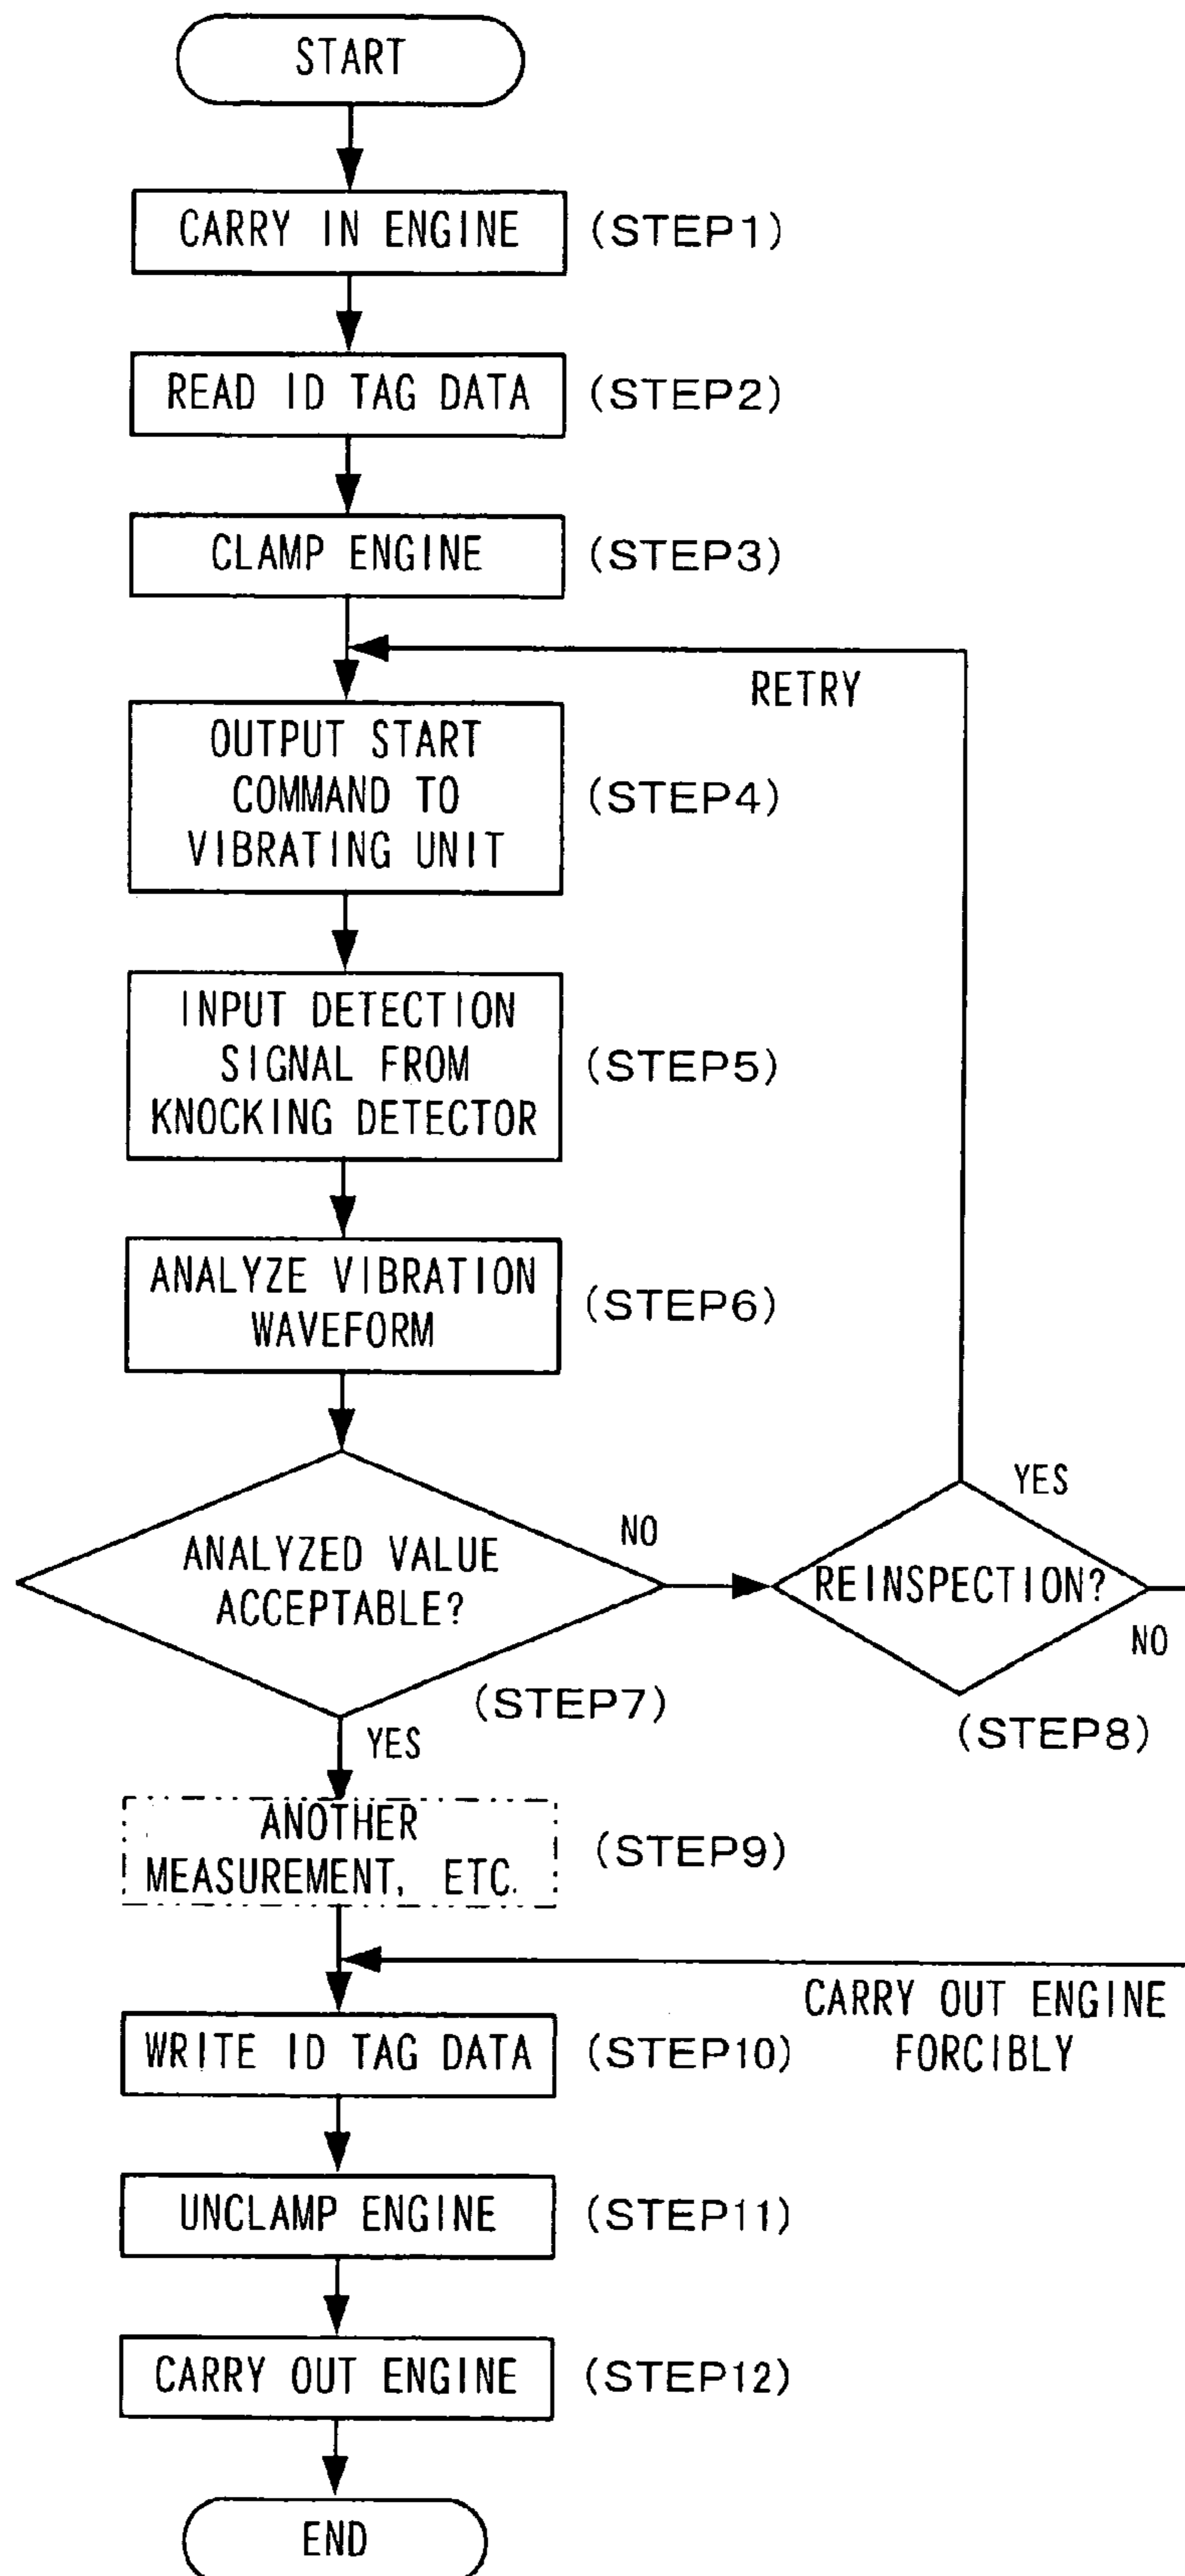 START
CARRY IN ENGINE (STEP1)
READ ID TAG DATA (STEP2)
CLAMP ENGINE (STEP3)
RETRY
OUTPUT START
COMMAND TO (STEP4)
VIBRATING UNIT
INPUT DETECTION
SIGNAL FROM (STEP5)
KNOCKING DETECTOR
ANALYZE VIBRATION
WAVEFORM
(STEP6)
YES
NO
ANALYZED VALUE
ACCEPTABLE?
REINSPECTION?
NO
(STEP7)
(STEP8)
YES
ANOTHER
MEASUREMENT, ETC.
(STEP9)
CARRY OUT ENGINE
FORCIBLY
WRITE ID TAG DATA (STEP10)
UNCLAMP ENGINE (STEP11)
CARRY OUT ENGINE (STEP12)
END